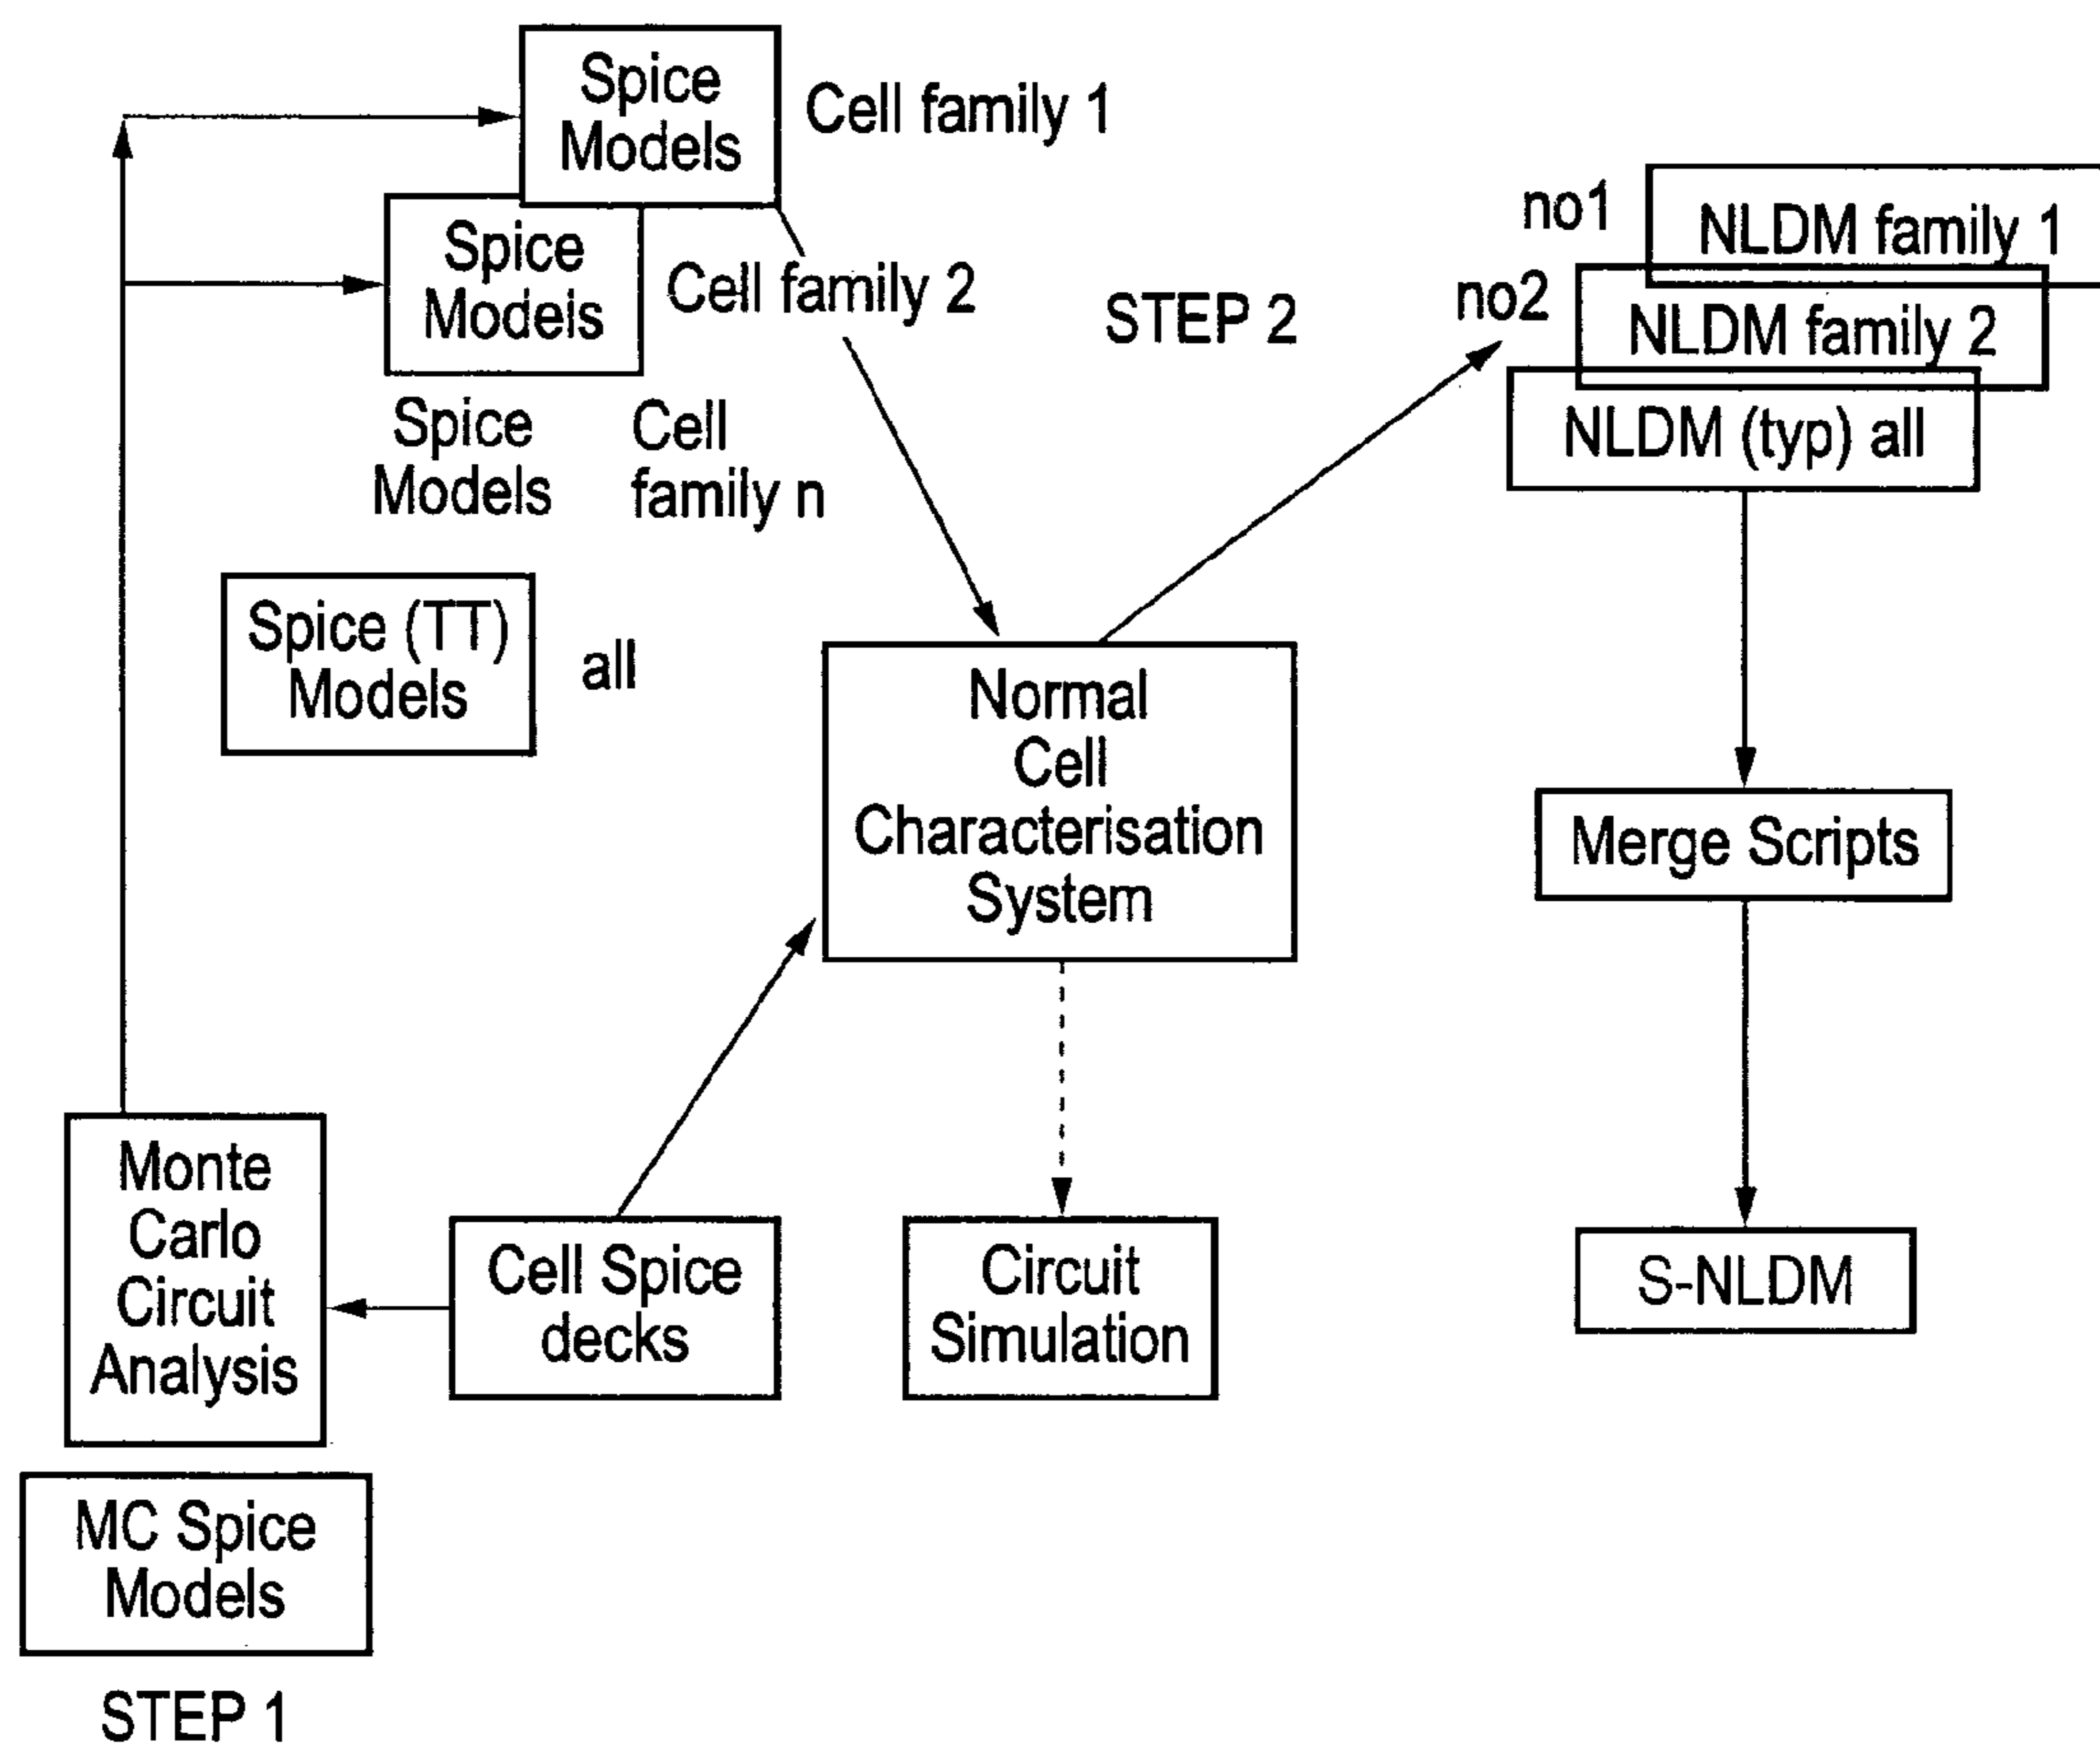 Spice
Models
Cell family 1
Spice
Models
Cell family 2
Spice
Models
Cell
family n
Spice (TT)
Models
all
STEP 2
no1
NLDM family 1
no2
NLDM family 2
NLDM (typ) all
Normal
Cell
Characterisation
System
Merge Scripts
Monte
Carlo
Circuit
Analysis
Cell Spice
decks
Circuit
Simulation
S-NLDM
MC Spice
Models
STEP 1